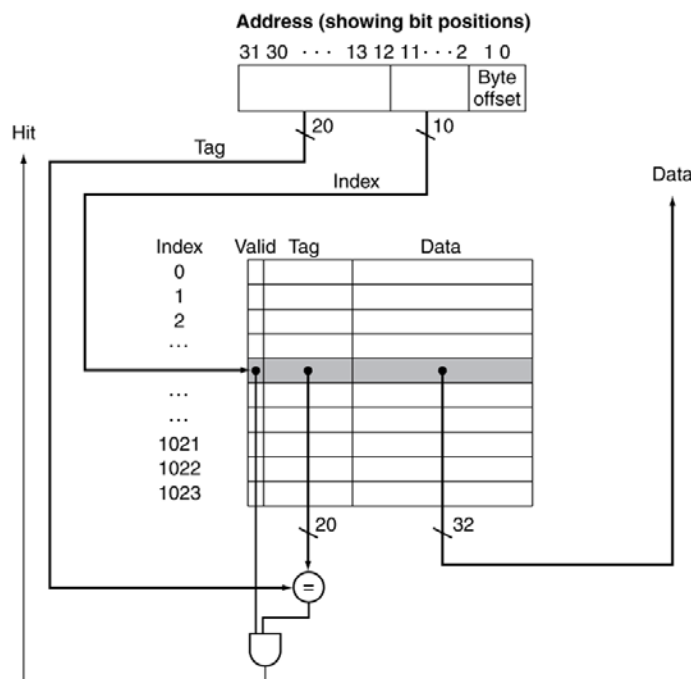 Address (showing bit positions)
31 30 · · · 13 12 11 · · · 2 1 0
Byte
offset
Hit
20
10
Tag
Index
Data
Index Valid Tag Data
0
1
2
...
...
...
1021
1022
1023
20
32
=